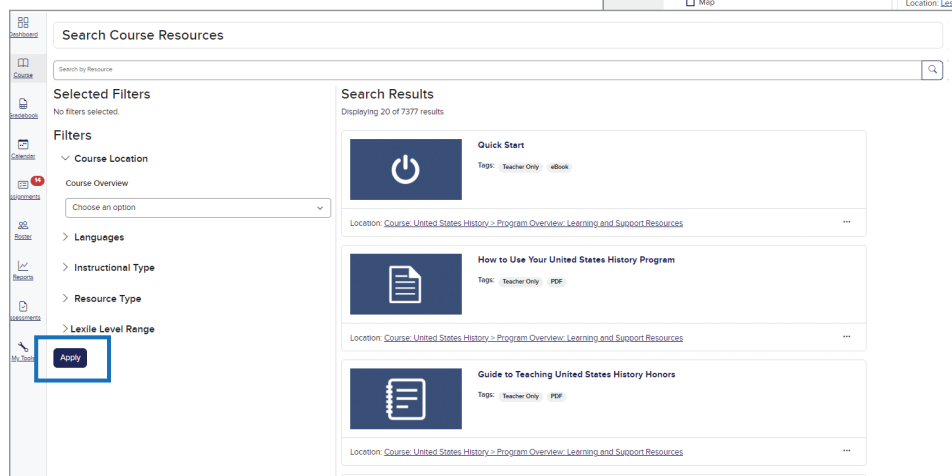 Map
Location: Les
Dashboard
Course
Gradebook
Calendar
14
Assignments
Roster
Reports
Assessments
My Tools
Search Course Resources
Search by Resource
Selected Filters
No filters selected.
Filters
Course Location
Course Overview
Choose an option
Languages
Instructional Type
Resource Type
Lexile Level Range
Apply
Search Results
Displaying 20 of 7377 results
Quick Start
Tags: Teacher Only eBook
Location: Course: United States History > Program Overview: Learning and Support Resources
How to Use Your United States History Program
Tags: Teacher Only PDF
Location: Course: United States History > Program Overview: Learning and Support Resources
Guide to Teaching United States History Honors
Tags: Teacher Only PDF
Location: Course: United States History > Program Overview: Learning and Support Resources